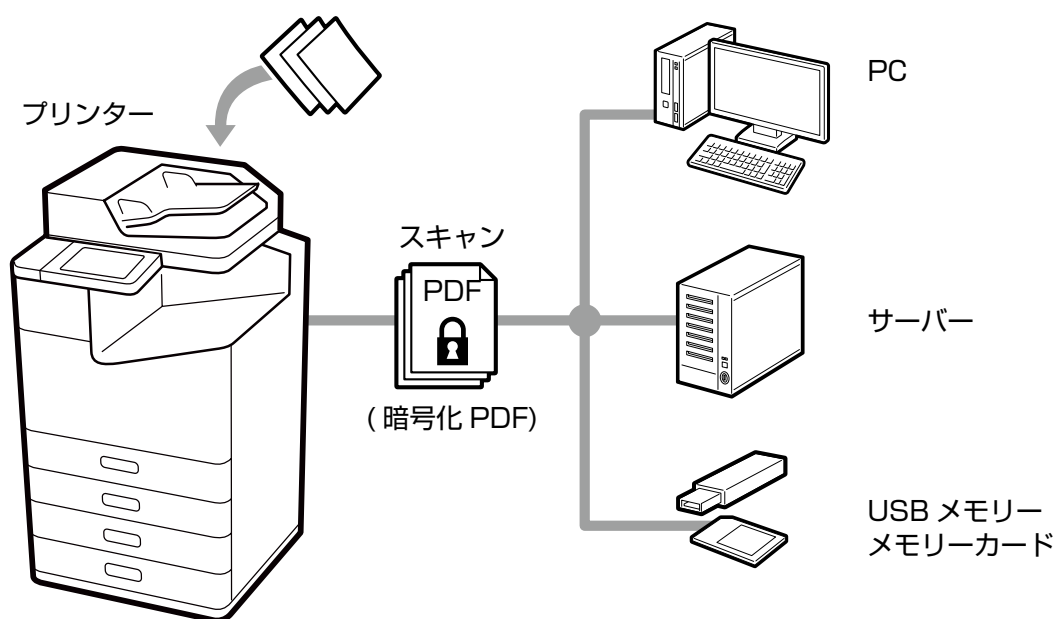 プリンター
スキャン
PDF
(暗号化 PDF)
PC
サーバー
USB メモリー
メモリーカード